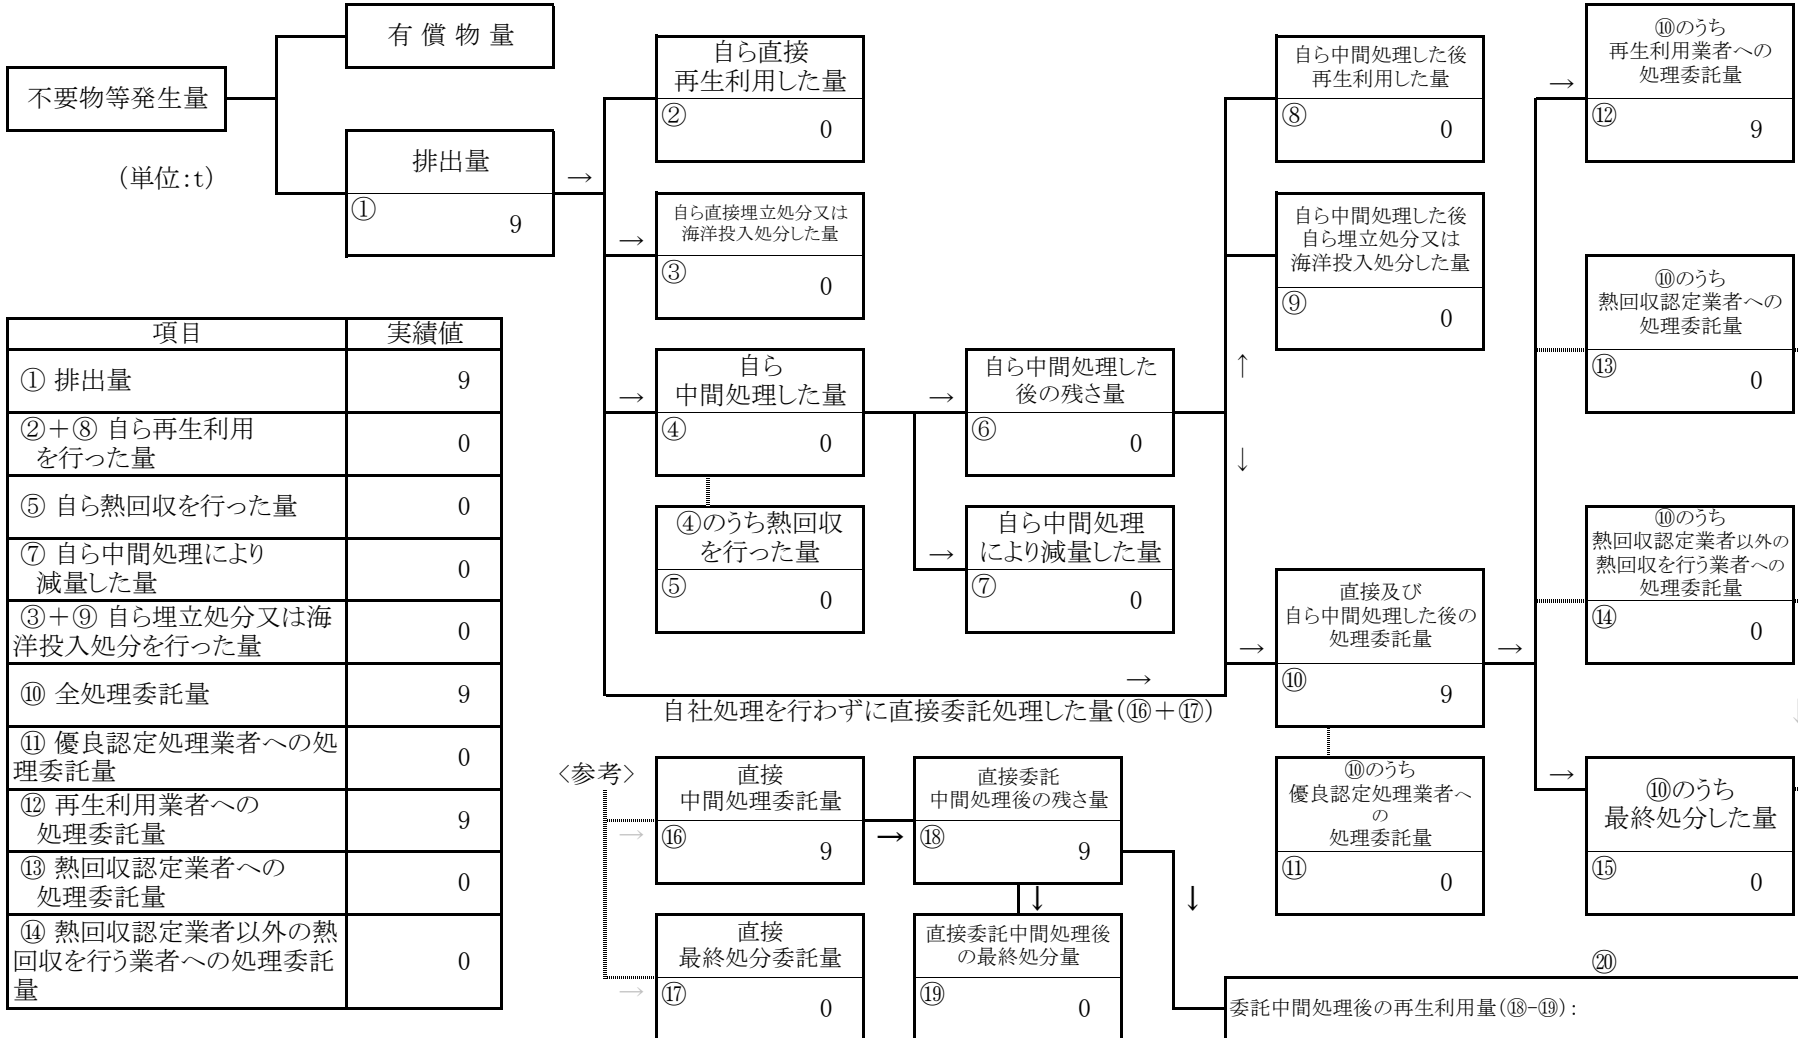 有 償 物 量
不要物等発生量
(単位:t)
排出量
①
9
→
自ら直接
再生利用した量
②
0
→
自ら直接埋立処分又は
海洋投入処分した量
③
0
→
自ら
中間処理した量
④
0
④のうち熱回収
を行った量
⑤
0
→
自ら中間処理した
後の残さ量
⑥
0
→
自ら中間処理
により減量した量
⑦
0
自ら中間処理した後
再生利用した量
⑧
0
自ら中間処理した後
自ら埋立処分又は
海洋投入処分した量
⑨
0
↑
↓
→
自社処理を行わずに直接委託処理した量(⑯+⑰)
→
直接及び
自ら中間処理した後の
処理委託量
⑩
9
→
⑩のうち
優良認定処理業者へ
の
処理委託量
⑪
0
→
⑩のうち
再生利用業者への
処理委託量
⑫
9
⑩のうち
熱回収認定業者への
処理委託量
⑬
0
⑩のうち
熱回収認定業者以外の
熱回収を行う業者への
処理委託量
⑭
0
↓
→
⑩のうち
最終処分した量
⑮
0
項目 実績値
① 排出量 9
②+⑧ 自ら再生利用
を行った量 0
⑤ 自ら熱回収を行った量 0
⑦ 自ら中間処理により
減量した量 0
③+⑨ 自ら埋立処分又は海
洋投入処分を行った量 0
⑩ 全処理委託量 9
⑪ 優良認定処理業者への処
理委託量 0
⑫ 再生利用業者への
処理委託量 9
⑬ 熱回収認定業者への
処理委託量 0
⑭ 熱回収認定業者以外の熱
回収を行う業者への処理委託
量 0
<参考>
→
直接
中間処理委託量
⑯
9
→
直接委託
中間処理後の残さ量
⑱
9
↓
↓
→
直接
最終処分委託量
⑰
0
直接委託中間処理後
の最終処分量
⑲
0
⑳
委託中間処理後の再生利用量(⑱-⑲):